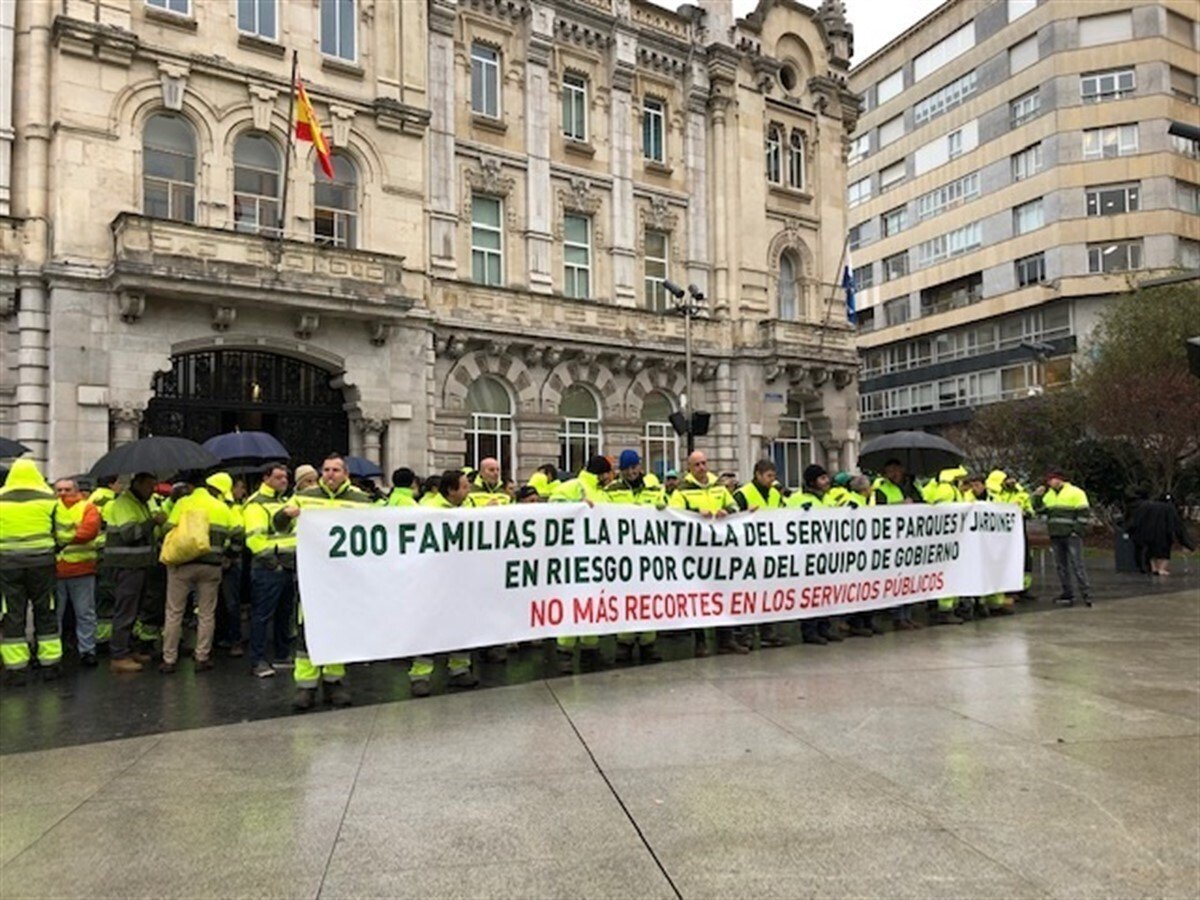 200 FAMILIAS DE LA PLANTILLA DEL SERVICIO DE PARQUES Y JARDINES
EN RIESGO POR CULPA DEL EQUIPO DE GOBIERNO
NO MÁS RECORTES EN LOS SERVICIOS PÚBLICOS